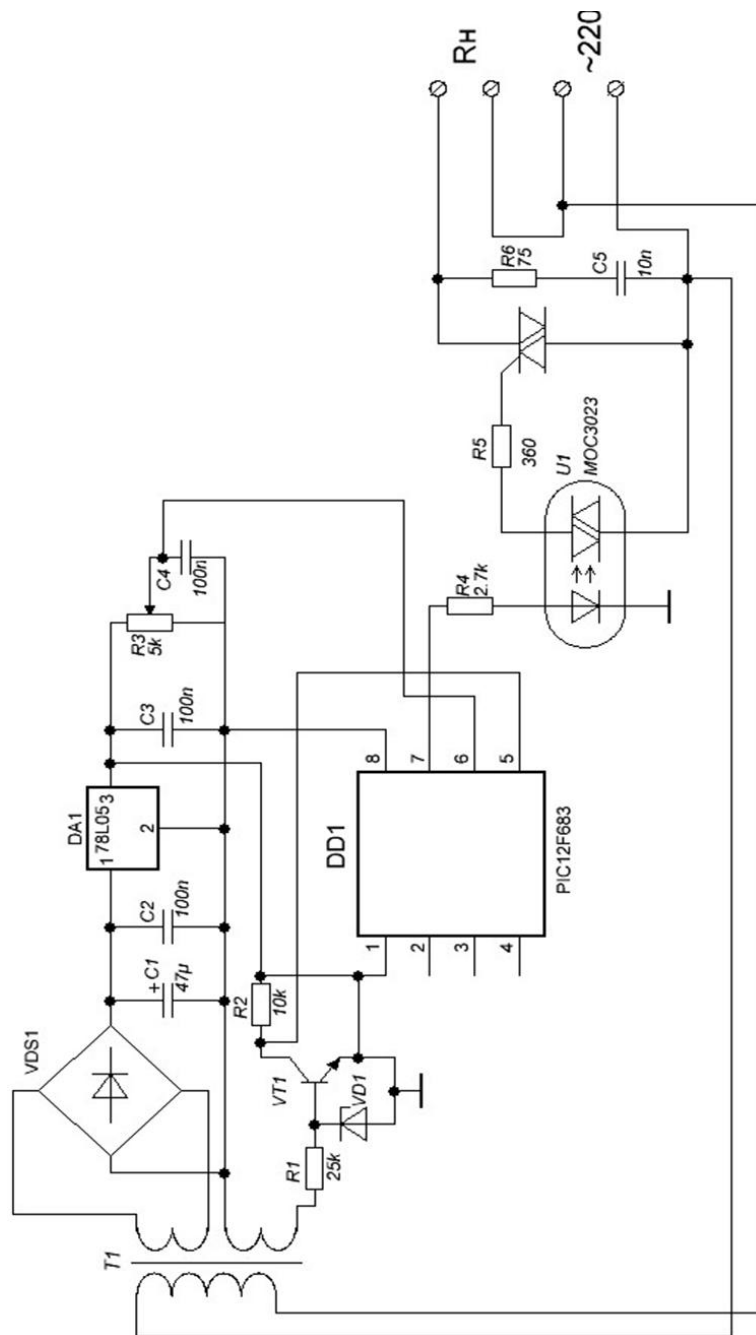 Rн
~220
R6
75
C5
10n
R5
360
U1
MOC3023
R4
2.7k
C4
100n
R3
5k
C3
100n
DA1
78L05
1
2
3
C2
100n
+C1
47µ
VDS1
R2
10k
VT1
VD1
R1
25k
T1
DD1
PIC12F683
8
7
6
5
1
2
3
4